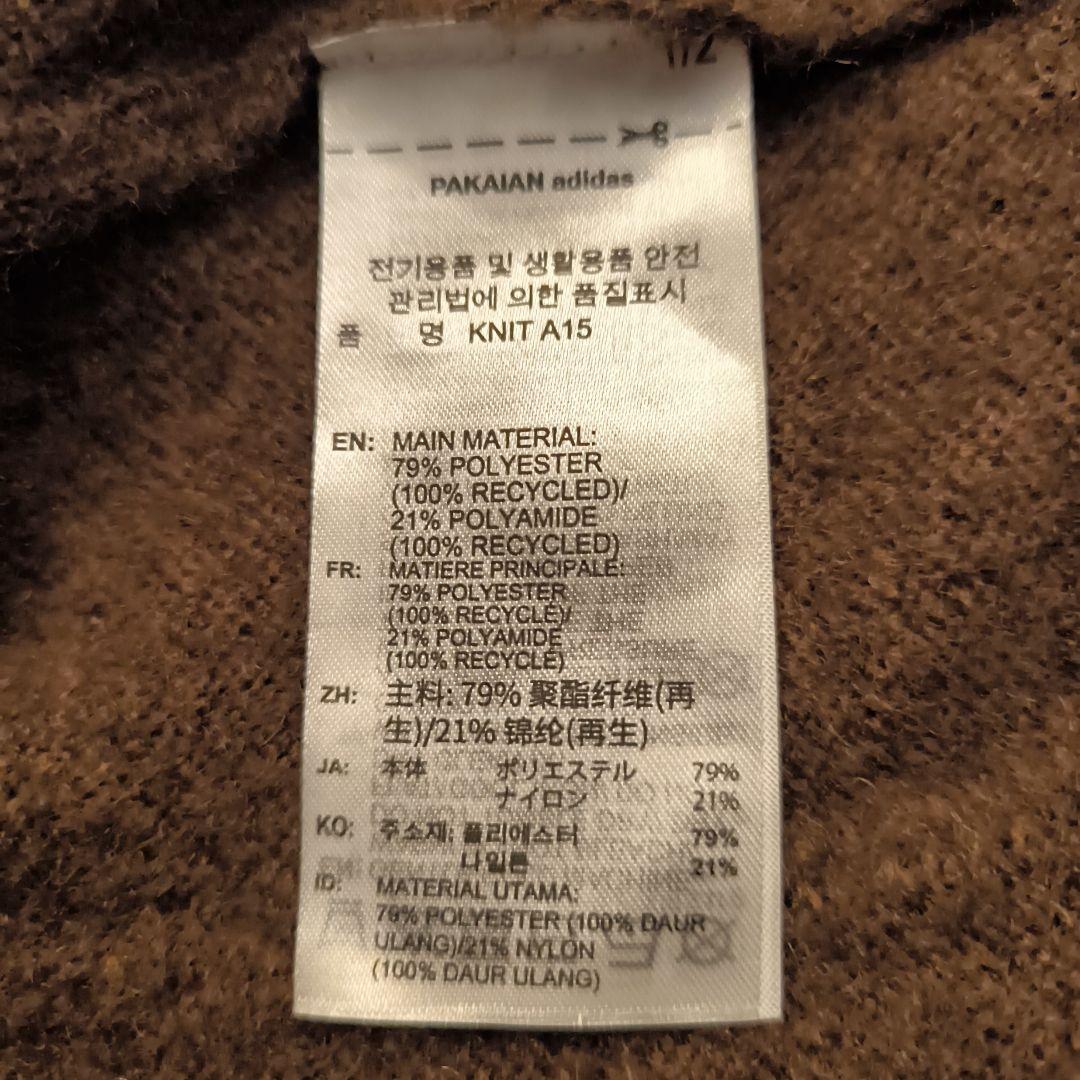 PAKAIAN adidas
전기용품 및 생활용품 안전
관리법에 의한 품질표시
품 명 KNIT A15
EN: MAIN MATERIAL:
79% POLYESTER
(100% RECYCLED)/
21% POLYAMIDE
(100% RECYCLED)
FR: MATIERE PRINCIPALE:
79% POLYESTER
(100% RECYCLÉ)/
21% POLYAMIDE
(100% RECYCLÉ)
ZH: 主料: 79% 聚酯纤维(再
生)/21% 锦纶(再生)
JA: 本体 ポリエステル 79%
ナイロン 21%
KO: 주소재: 폴리에스터 79%
나일론 21%
ID: MATERIAL UTAMA:
79% POLYESTER (100% DAUR
ULANG)/21% NYLON
(100% DAUR ULANG)